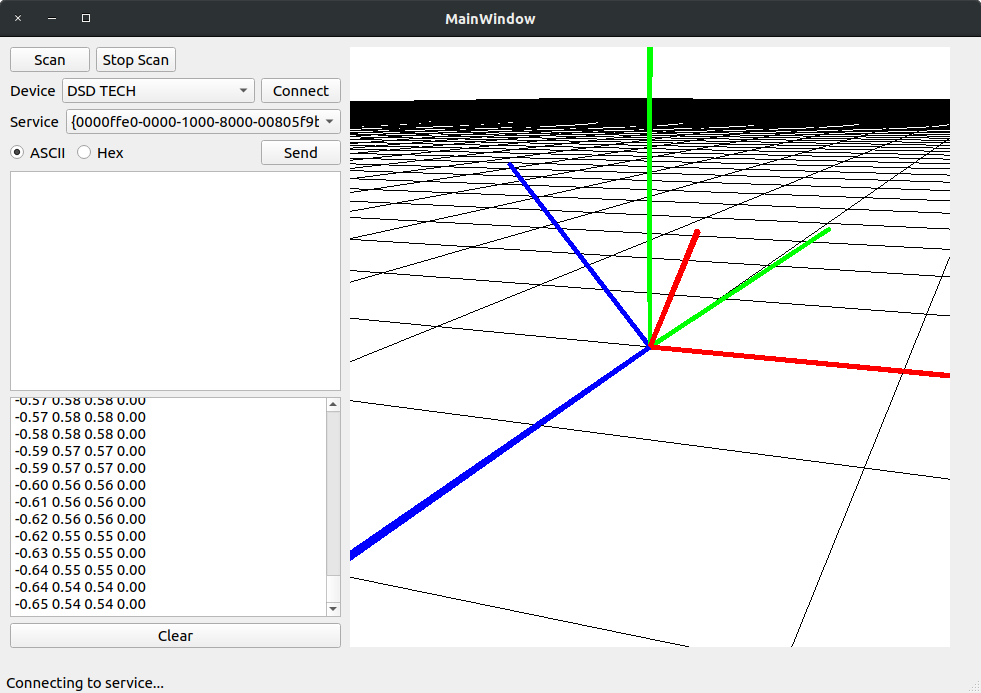 MainWindow
Scan Stop Scan
Device DSD TECH Connect
Service {0000ffe0-0000-1000-8000-00805f9b
ASCII Hex Send
-0.57 0.58 0.58 0.00
-0.57 0.58 0.58 0.00
-0.58 0.58 0.58 0.00
-0.59 0.57 0.57 0.00
-0.59 0.57 0.57 0.00
-0.60 0.56 0.56 0.00
-0.61 0.56 0.56 0.00
-0.62 0.56 0.56 0.00
-0.62 0.55 0.55 0.00
-0.63 0.55 0.55 0.00
-0.64 0.55 0.55 0.00
-0.64 0.54 0.54 0.00
-0.65 0.54 0.54 0.00
Clear
Connecting to service...